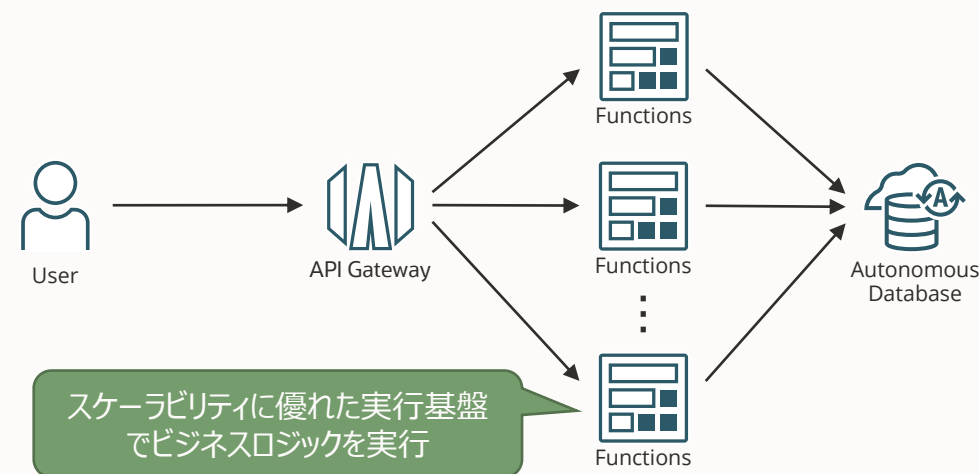 Functions
User
API Gateway
Functions
Autonomous
Database
スケーラビリティに優れた実行基盤
でビジネスロジックを実行
Functions
A